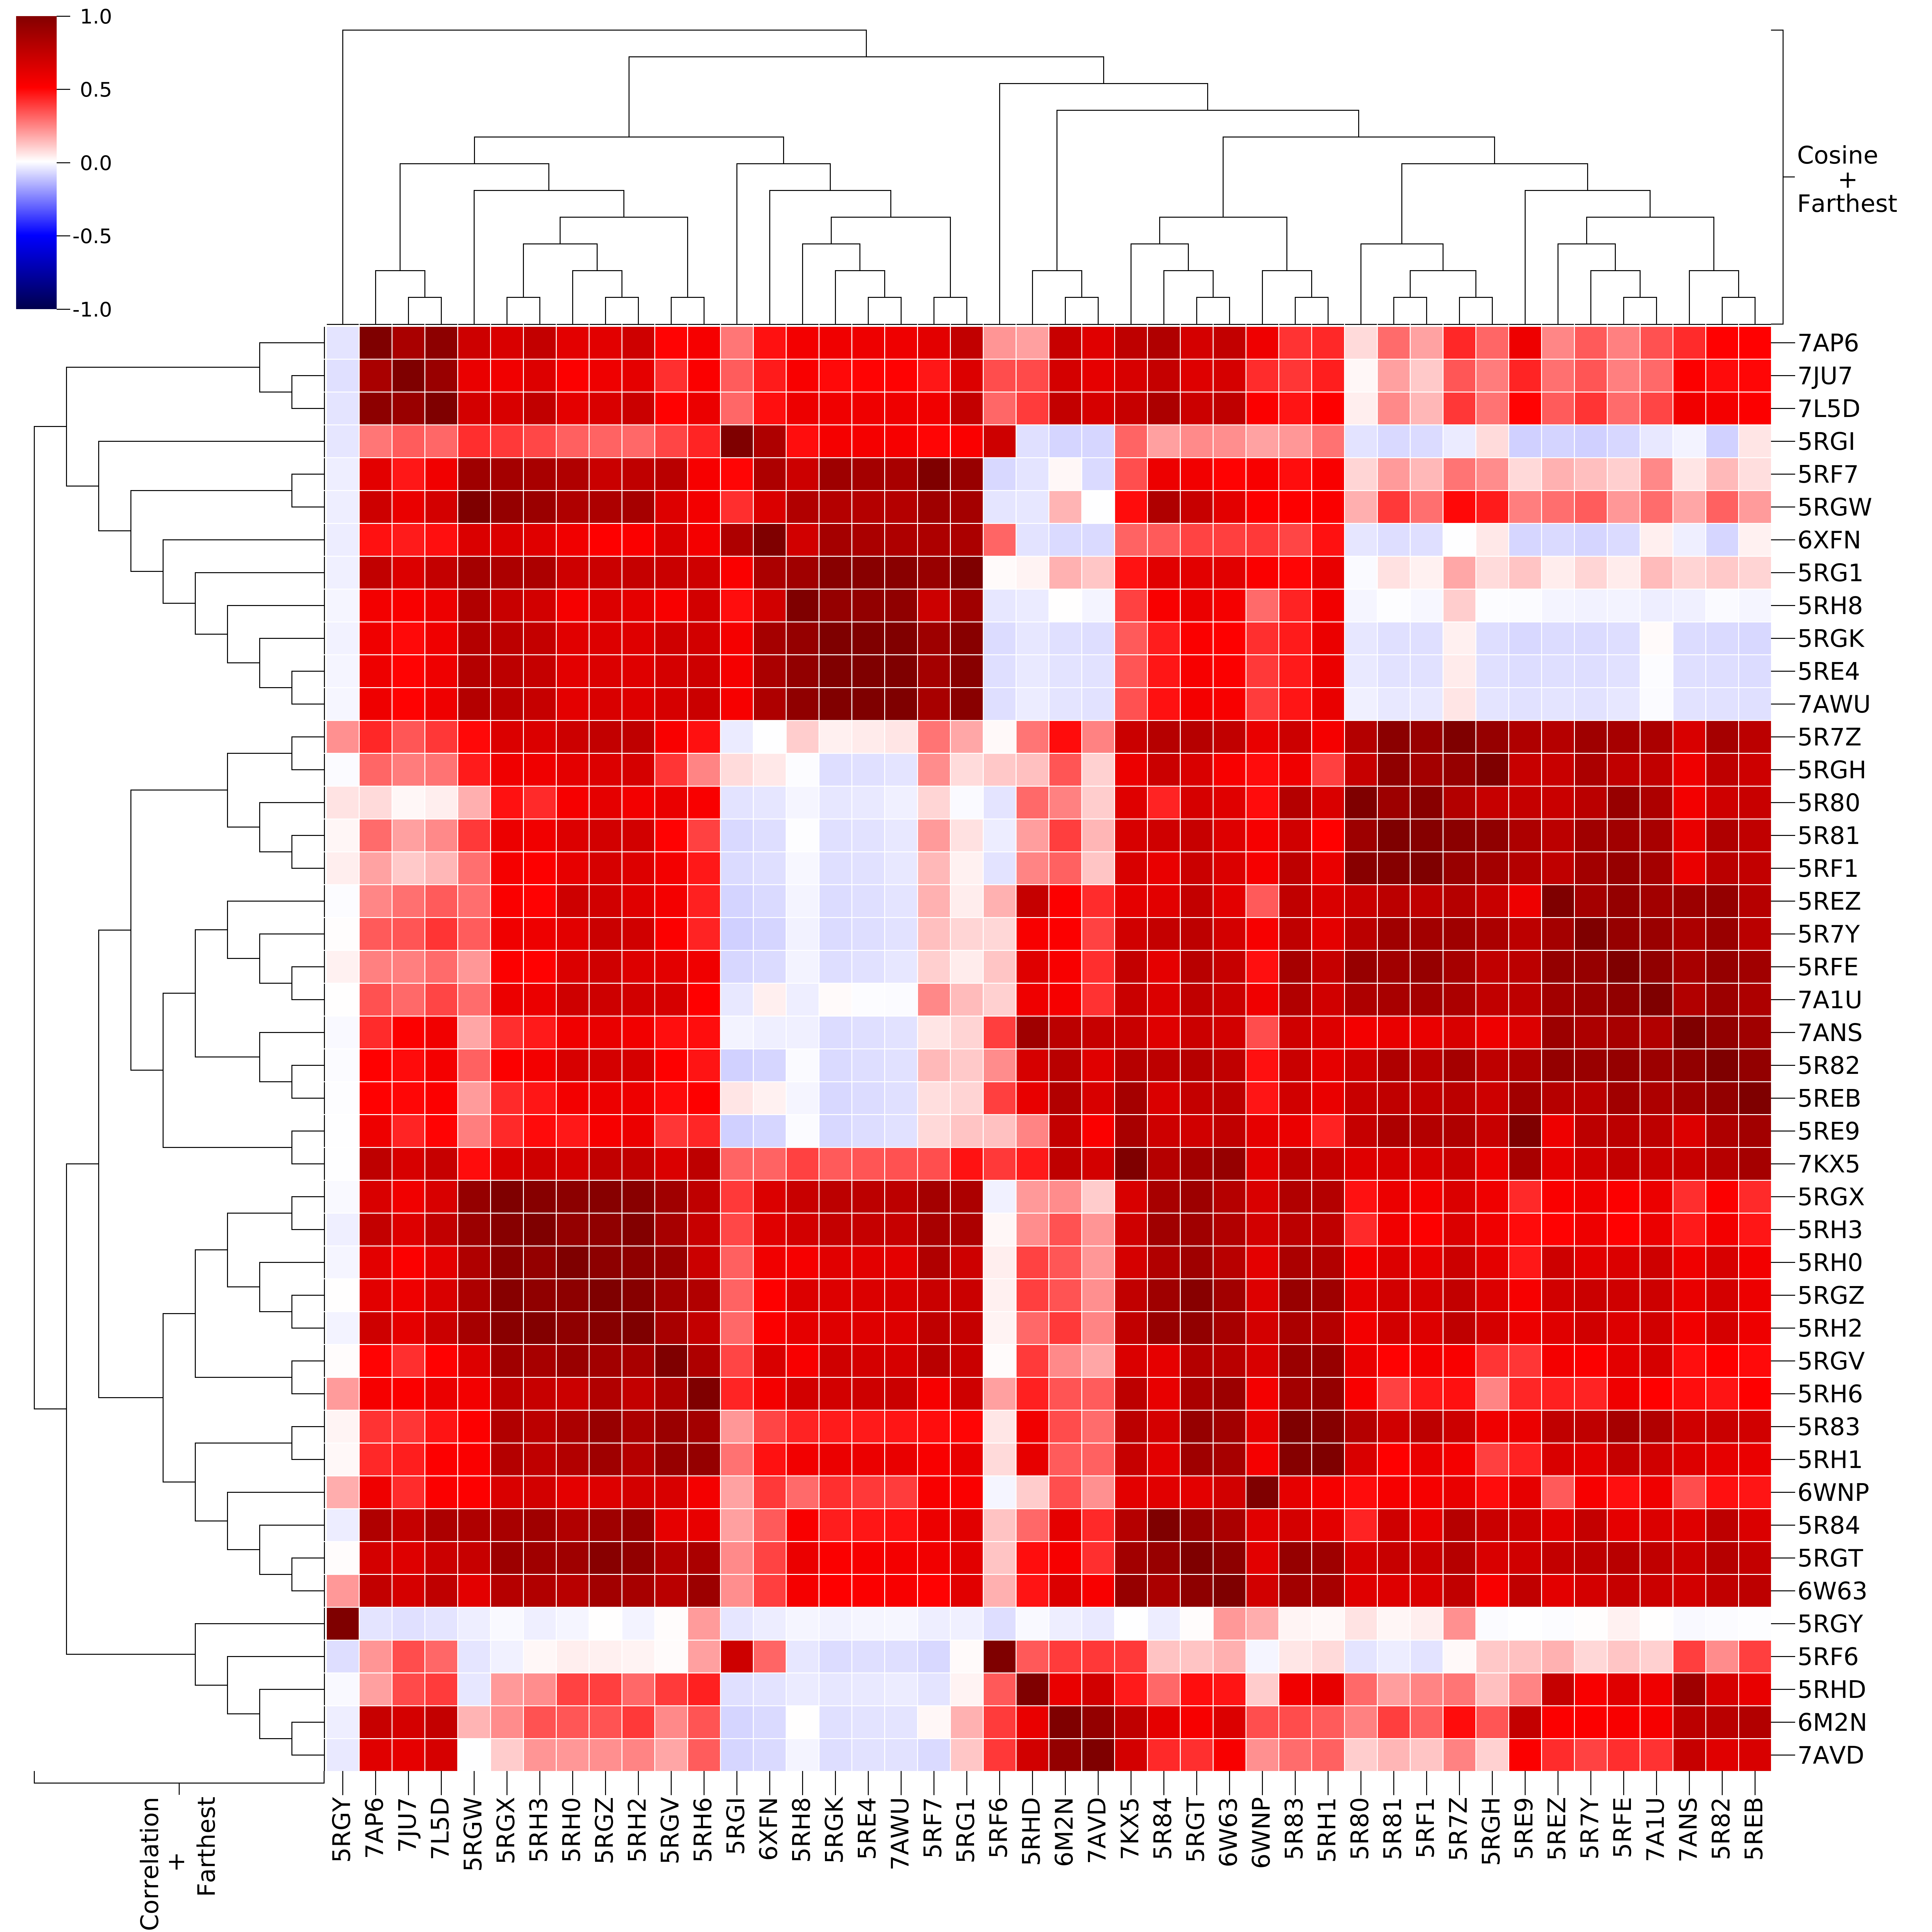 1.0
0.5
0.0
-0.5
-1.0
Cosine
+
Farthest
7AP6
7JU7
7L5D
5RGI
5RF7
5RGW
6XFN
5RG1
5RH8
5RGK
5RE4
7AWU
5R7Z
5RGH
5R80
5R81
5RF1
5REZ
5R7Y
5RFE
7A1U
7ANS
5R82
5REB
5RE9
7KX5
5RGX
5RH3
5RH0
5RGZ
5RH2
5RGV
5RH6
5R83
5RH1
6WNP
5R84
5RGT
6W63
5RGY
5RF6
5RHD
6M2N
7AVD
Correlation
+
Farthest
5RGY
7AP6
7JU7
7L5D
5RGW
5RGX
5RH3
5RH0
5RGZ
5RH2
5RGV
5RH6
5RGI
6XFN
5RH8
5RGK
5RE4
7AWU
5RF7
5RG1
5RF6
5RHD
6M2N
7AVD
7KX5
5R84
5RGT
6W63
6WNP
5R83
5RH1
5R80
5R81
5RF1
5R7Z
5RGH
5RE9
5REZ
5R7Y
5RFE
7A1U
7ANS
5R82
5REB